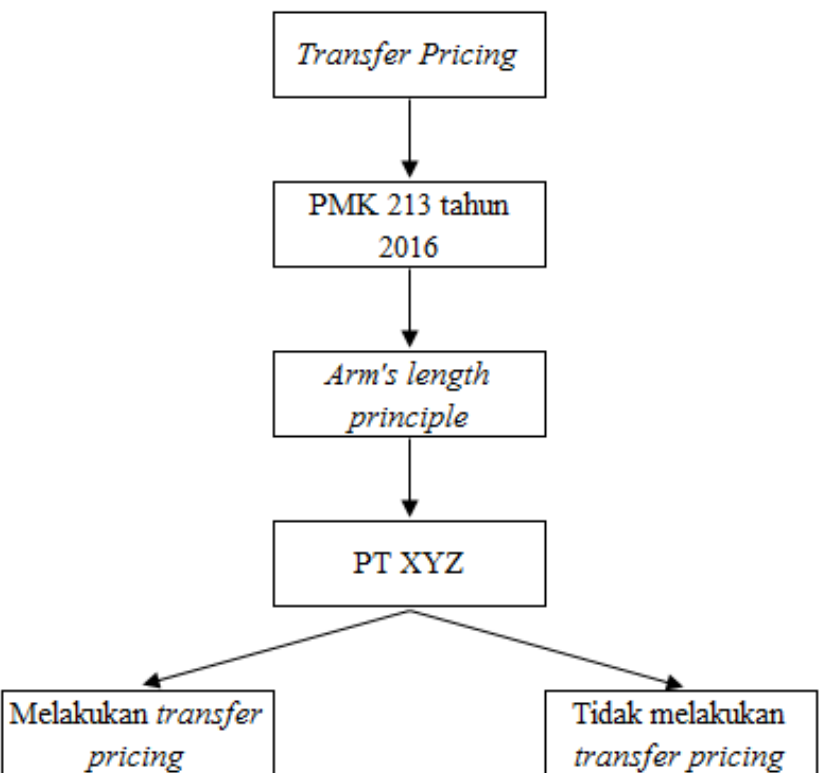 Transfer Pricing
PMK 213 tahun
2016
Arm's length
principle
PT XYZ
Melakukan transfer
pricing
Tidak melakukan
transfer pricing